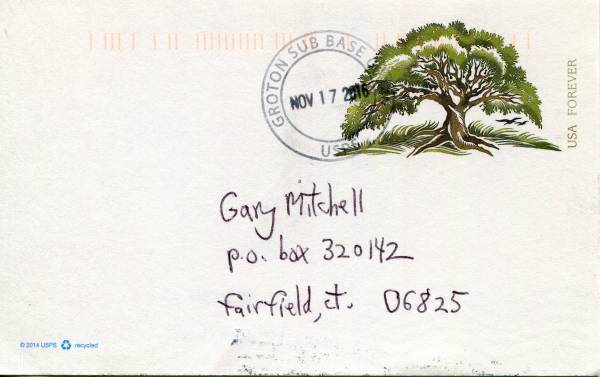 GROTON SUB BASE
NOV 17 2016
USPS
USA FOREVER
Gary Mitchell
p.o. box 320142
Fairfield, ct. 06825
© 2014 USPS recycled